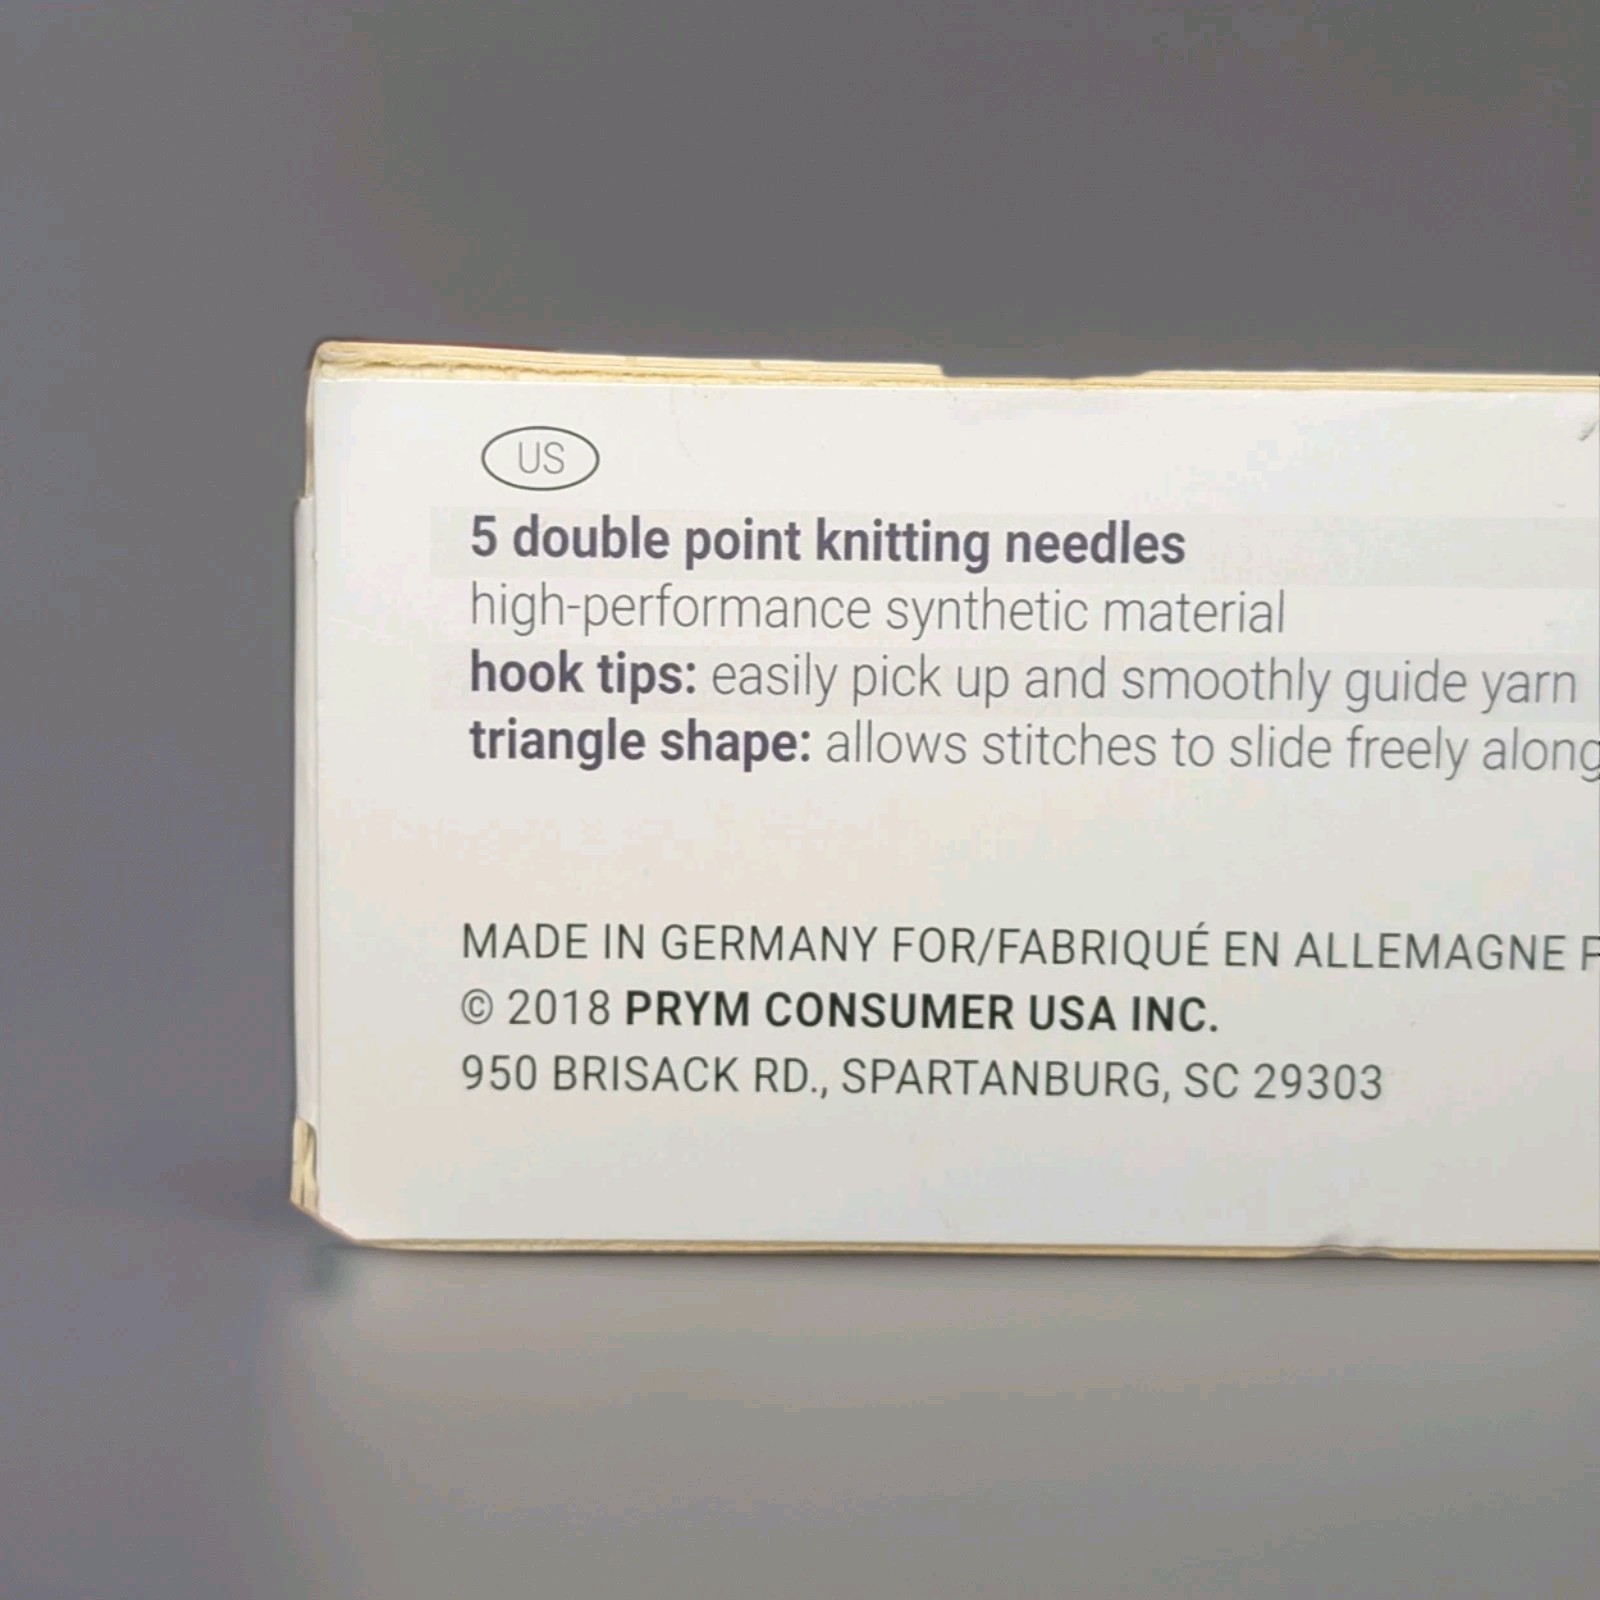 US
5 double point knitting needles
high-performance synthetic material
hook tips: easily pick up and smoothly guide yarn
triangle shape: allows stitches to slide freely along
MADE IN GERMANY FOR/FABRIQUÉ EN ALLEMAGNE
© 2018 PRYM CONSUMER USA INC.
950 BRISACK RD., SPARTANBURG, SC 29303